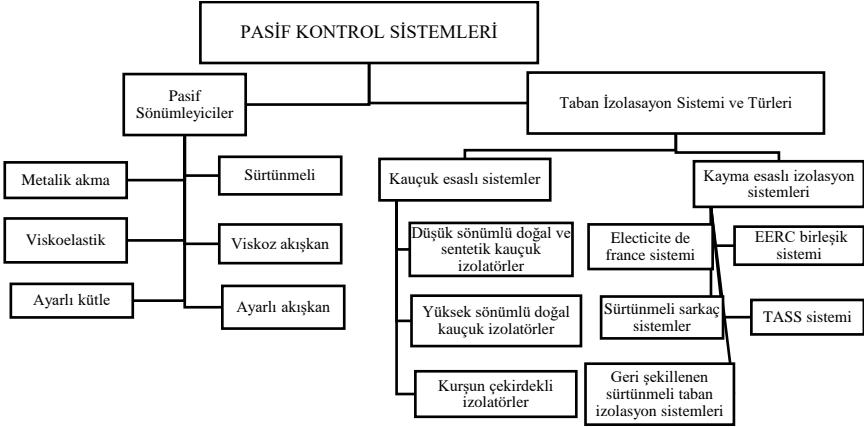 PASİF KONTROL SİSTEMLERİ
Pasif
Sönümleyiciler
Metalik akma
Sürtünmeli
Viskoelastik
Viskoz akışkan
Ayarlı kütle
Ayarlı akışkan
Taban İzolasayon Sistemi ve Türleri
Kauçuk esaslı sistemler
Düşük sönümlü doğal ve
sentetik kauçuk
izolatörler
Yüksek sönümlü doğal
kauçuk izolatörler
Kurşun çekirdekli
izolatörler
Kayma esaslı izolasyon
sistemleri
Electicite de
france sistemi
EERC birleşik
sistemi
Sürtünmeli sarkaç
sistemler
TASS sistemi
Geri şekillenen
sürtünmeli taban
izolasyon sistemleri